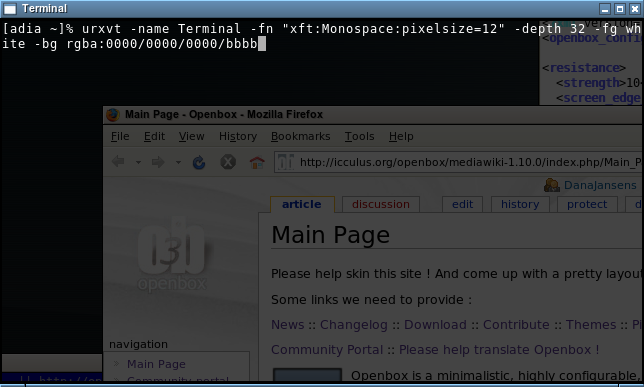 Terminal
[adia ~]% urxvt -name Terminal -fn "xft:Monospace:pixelsize=12" -depth 32 -fg wh
ite -bg rgba:0000/0000/0000/bbbb
<openbox_confi
<resistance>
<strength>10<
<screen_edge
Main Page - Openbox - Mozilla Firefox
File Edit View History Bookmarks Tools Help
http://icculus.org/openbox/mediawiki-1.10.0/index.php/Main_P
DanaJansens
article discussion edit history protect d
openbox
Main Page
Please help skin this site ! And come up with a pretty layou
Some links we need to provide :
News :: Changelog :: Download :: Contribute :: Themes :: Pl
Community Portal :: Please help translate Openbox !
navigation
Main Page
Community portal
Openbox is a minimalistic, highly configurable,